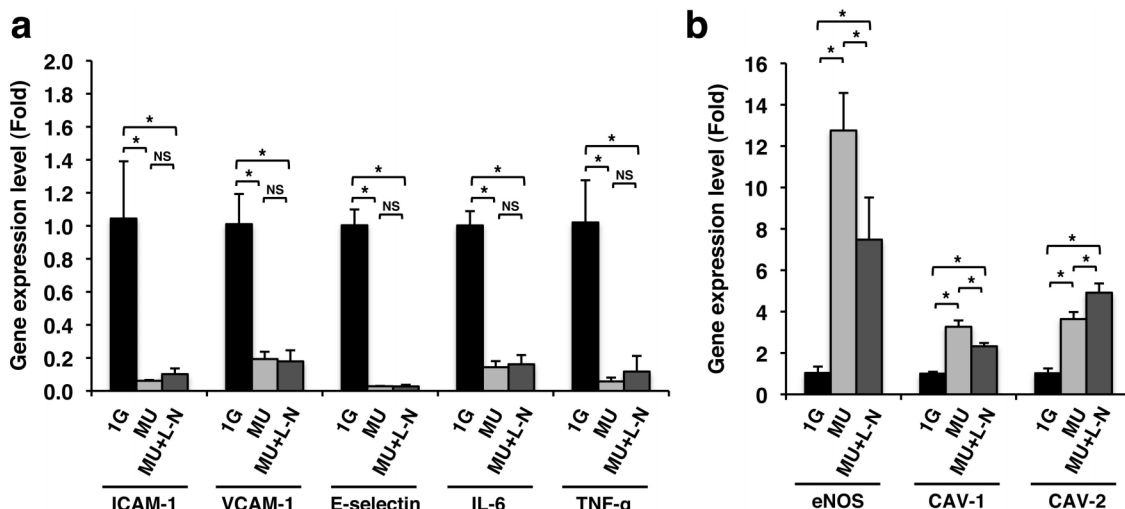 a
Gene expression level (Fold)
2.0
1.8
1.6
1.4
1.2
1.0
0.8
0.6
0.4
0.2
0.0
*
*
NS
*
*
NS
*
*
NS
*
*
NS
*
*
NS
1G
MU
MU+L-N
1G
MU
MU+L-N
1G
MU
MU+L-N
1G
MU
MU+L-N
1G
MU
MU+L-N
ICAM-1
VCAM-1
E-selectin
IL-6
TNF-α
b
Gene expression level (Fold)
16
14
12
10
8
6
4
2
0
*
*
*
*
*
*
*
*
*
1G
MU
MU+L-N
1G
MU
MU+L-N
1G
MU
MU+L-N
eNOS
CAV-1
CAV-2